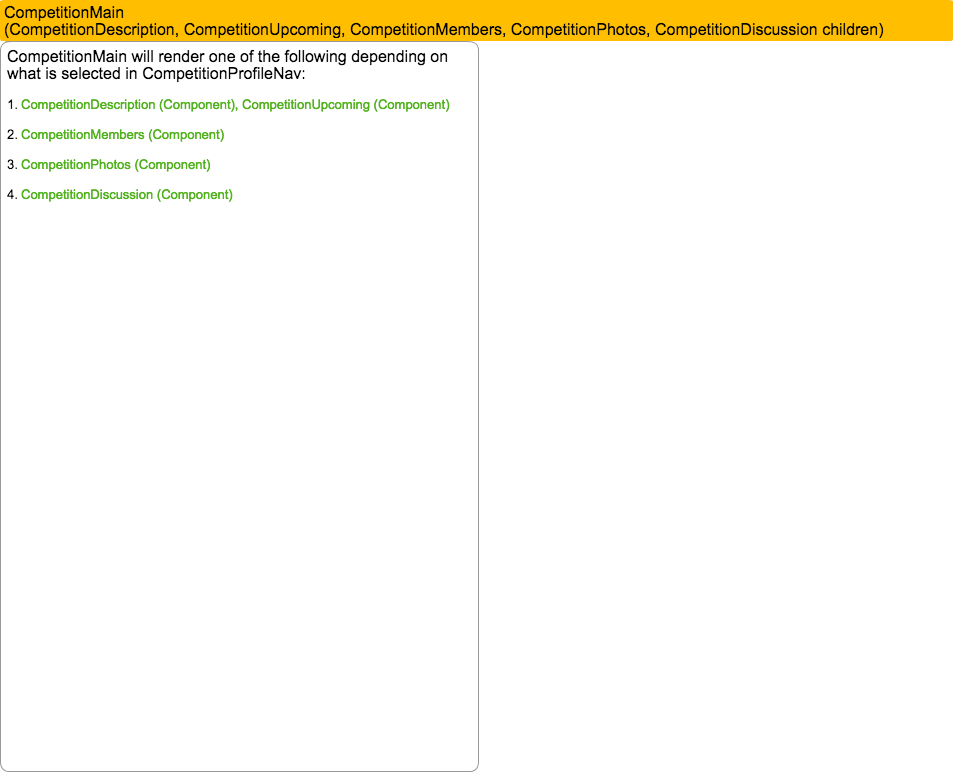 CompetitionMain
(CompetitionDescription, CompetitionUpcoming, CompetitionMembers, CompetitionPhotos, CompetitionDiscussion children)
CompetitionMain will render one of the following depending on
what is selected in CompetitionProfileNav:
1. CompetitionDescription (Component), CompetitionUpcoming (Component)
2. CompetitionMembers (Component)
3. CompetitionPhotos (Component)
4. CompetitionDiscussion (Component)